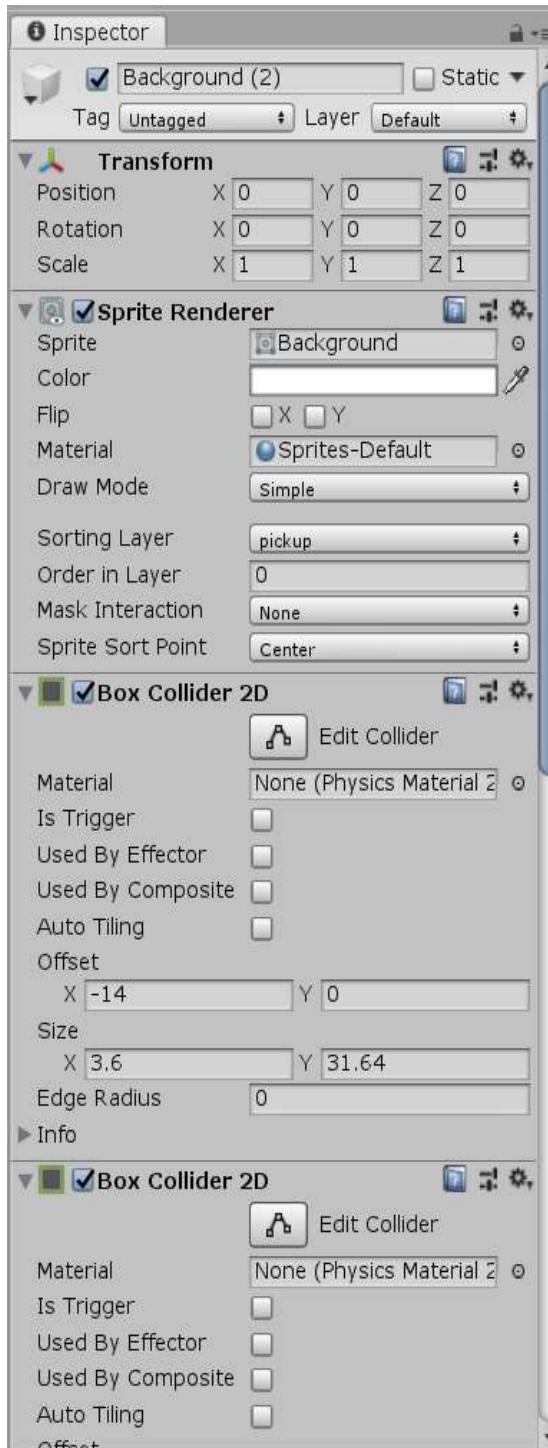 Inspector
Background (2) Static
Tag Untagged Layer Default
Transform
Position X 0 Y 0 Z 0
Rotation X 0 Y 0 Z 0
Scale X 1 Y 1 Z 1
Sprite Renderer
Sprite Background
Color
Flip X Y
Material Sprites-Default
Draw Mode Simple
Sorting Layer pickup
Order in Layer 0
Mask Interaction None
Sprite Sort Point Center
Box Collider 2D
Edit Collider
Material None (Physics Material 2
Is Trigger
Used By Effector
Used By Composite
Auto Tiling
Offset
X -14 Y 0
Size
X 3.6 Y 31.64
Edge Radius 0
Info
Box Collider 2D
Edit Collider
Material None (Physics Material 2
Is Trigger
Used By Effector
Used By Composite
Auto Tiling
Offset